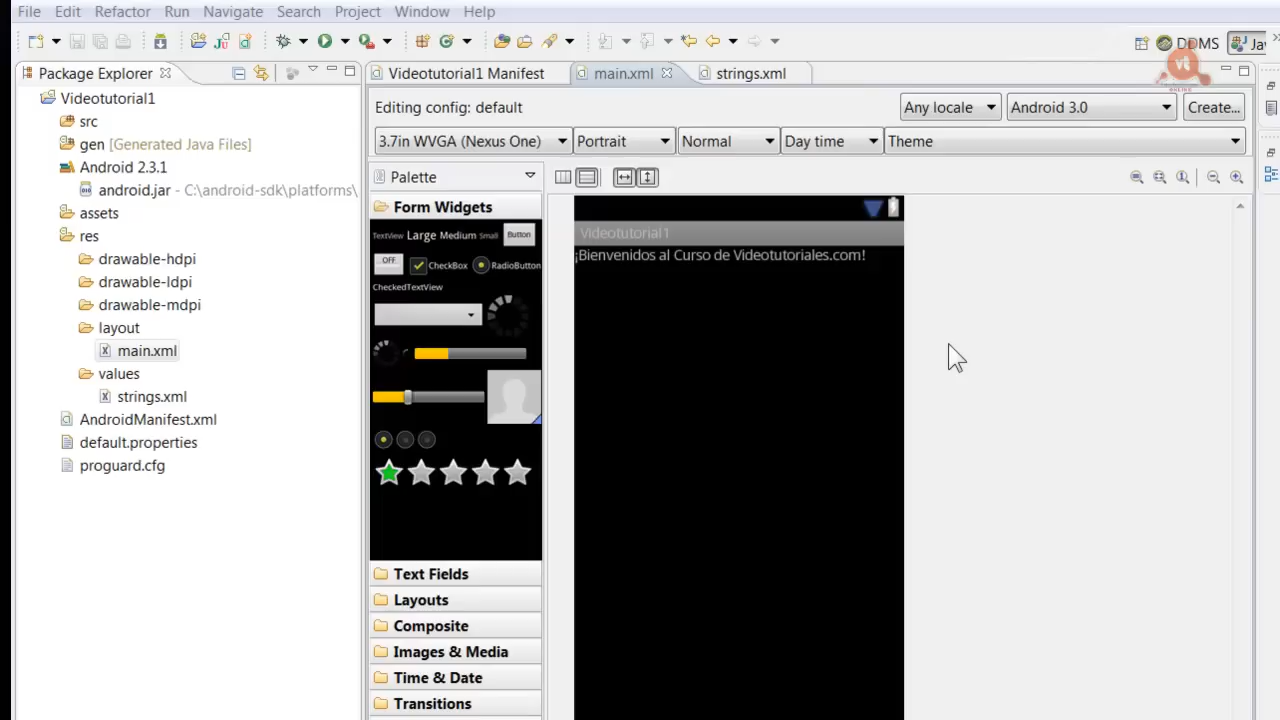 File Edit Refactor Run Navigate Search Project Window Help
DDMS
Package Explorer
Videotutorial1
src
gen [Generated Java Files]
Android 2.3.1
android.jar - C:\android-sdk\platforms\
assets
res
drawable-hdpi
drawable-ldpi
drawable-mdpi
layout
main.xml
values
strings.xml
AndroidManifest.xml
default.properties
proguard.cfg
Videotutorial1 Manifest main.xml strings.xml
Editing config: default Any locale Android 3.0 Create...
3.7in WVGA (Nexus One) Portrait Normal Day time Theme
Palette
Form Widgets
TextView Large Medium Small Button
OFF CheckBox RadioButton
CheckedTextView
Text Fields
Layouts
Composite
Images & Media
Time & Date
Transitions
Videotutorial1
¡Bienvenidos al Curso de Videotutoriales.com!